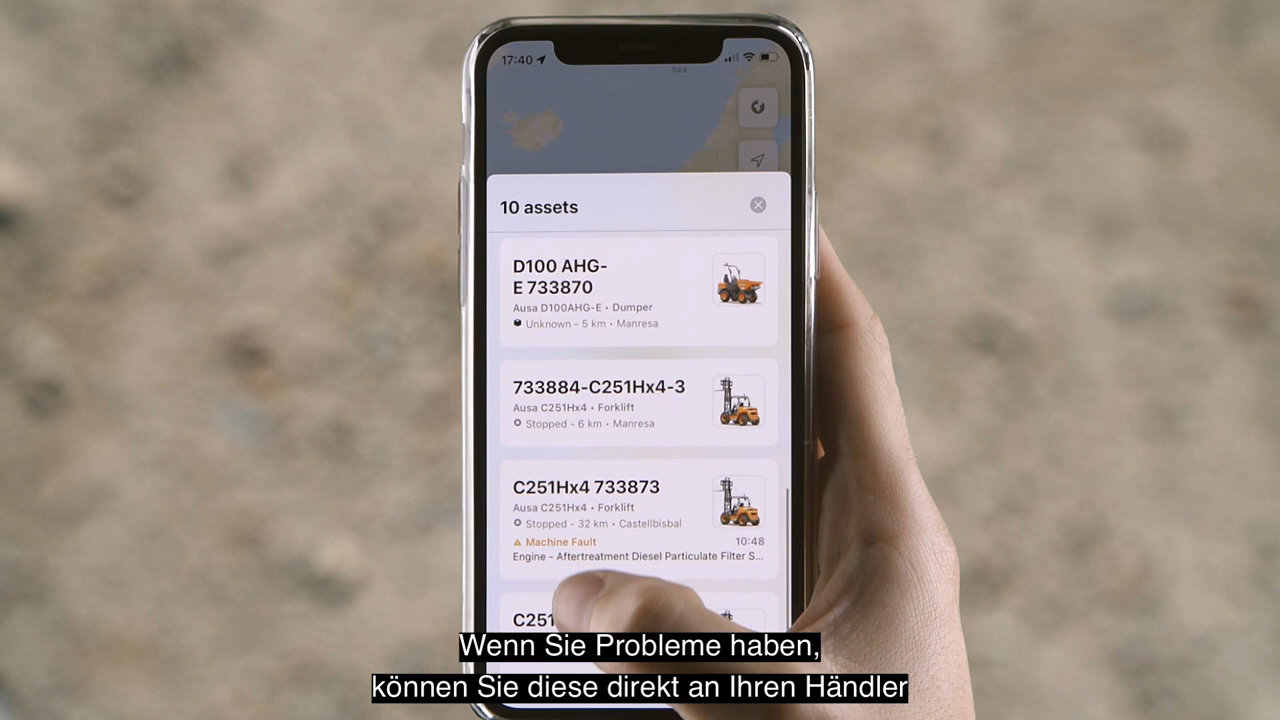 17:40
Sea
10 assets
D100 AHG-
E 733870
Ausa D100AHG-E • Dumper
Unknown - 5 km • Manresa
733884-C251Hx4-3
Ausa C251Hx4 • Forklift
Stopped - 6 km • Manresa
C251Hx4 733873
Ausa C251Hx4 • Forklift
Stopped - 32 km • Castellbisbal
Machine Fault 10:48
Engine - Aftertreatment Diesel Particulate Filter S...
C251
Wenn Sie Probleme haben,
können Sie diese direkt an Ihren Händler